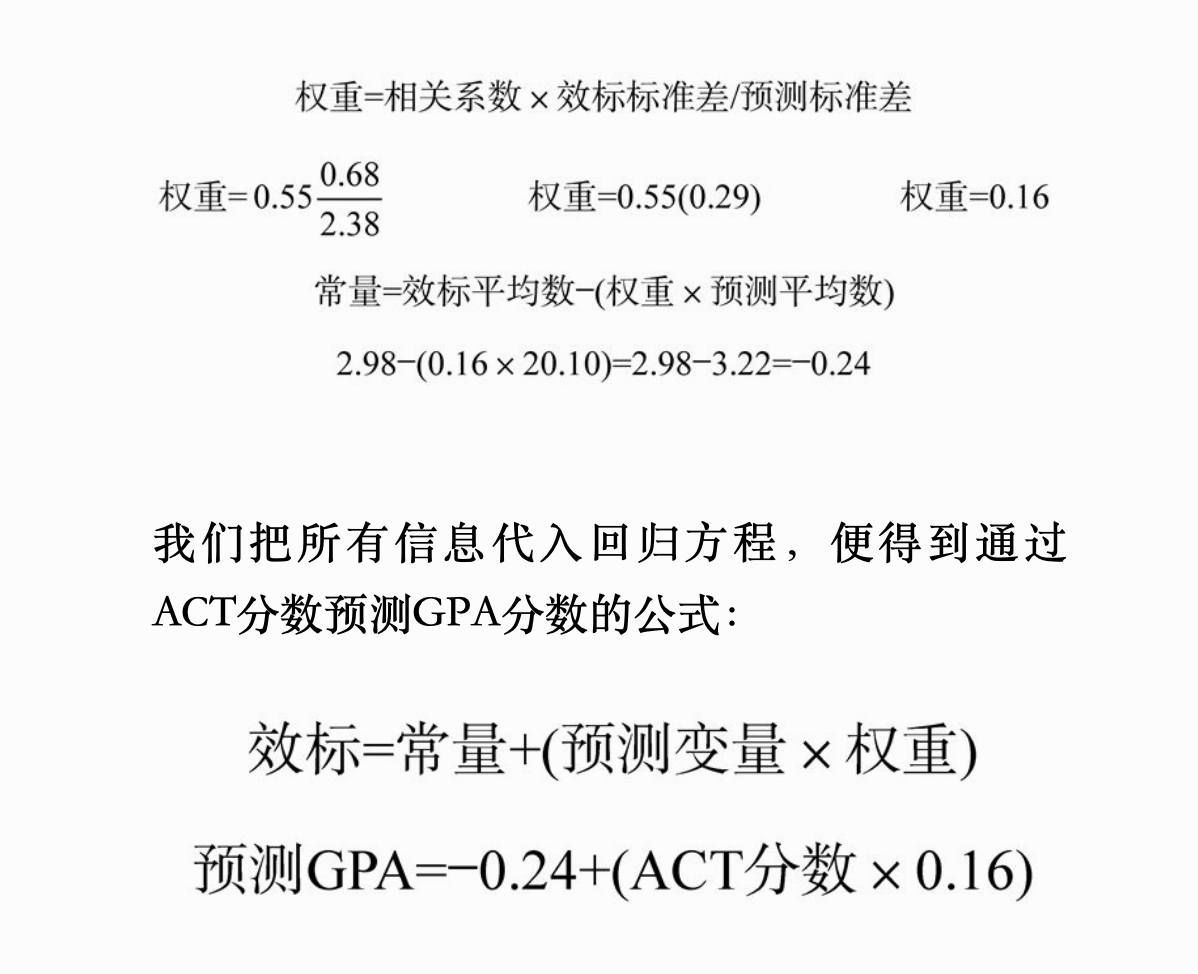 权重=相关系数×效标标准差/预测标准差
权重=0.55 0.68/2.38 权重=0.55(0.29) 权重=0.16
常量=效标平均数−(权重×预测平均数)
2.98−(0.16×20.10)=2.98−3.22=−0.24
我们把所有信息代入回归方程，便得到通过
ACT分数预测GPA分数的公式：
效标=常量+(预测变量×权重)
预测GPA=−0.24+(ACT分数×0.16)